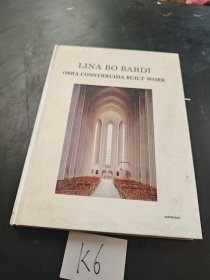 LINA BO BARDI
OBRA CONSTRUIDA BUILT WORK
K6